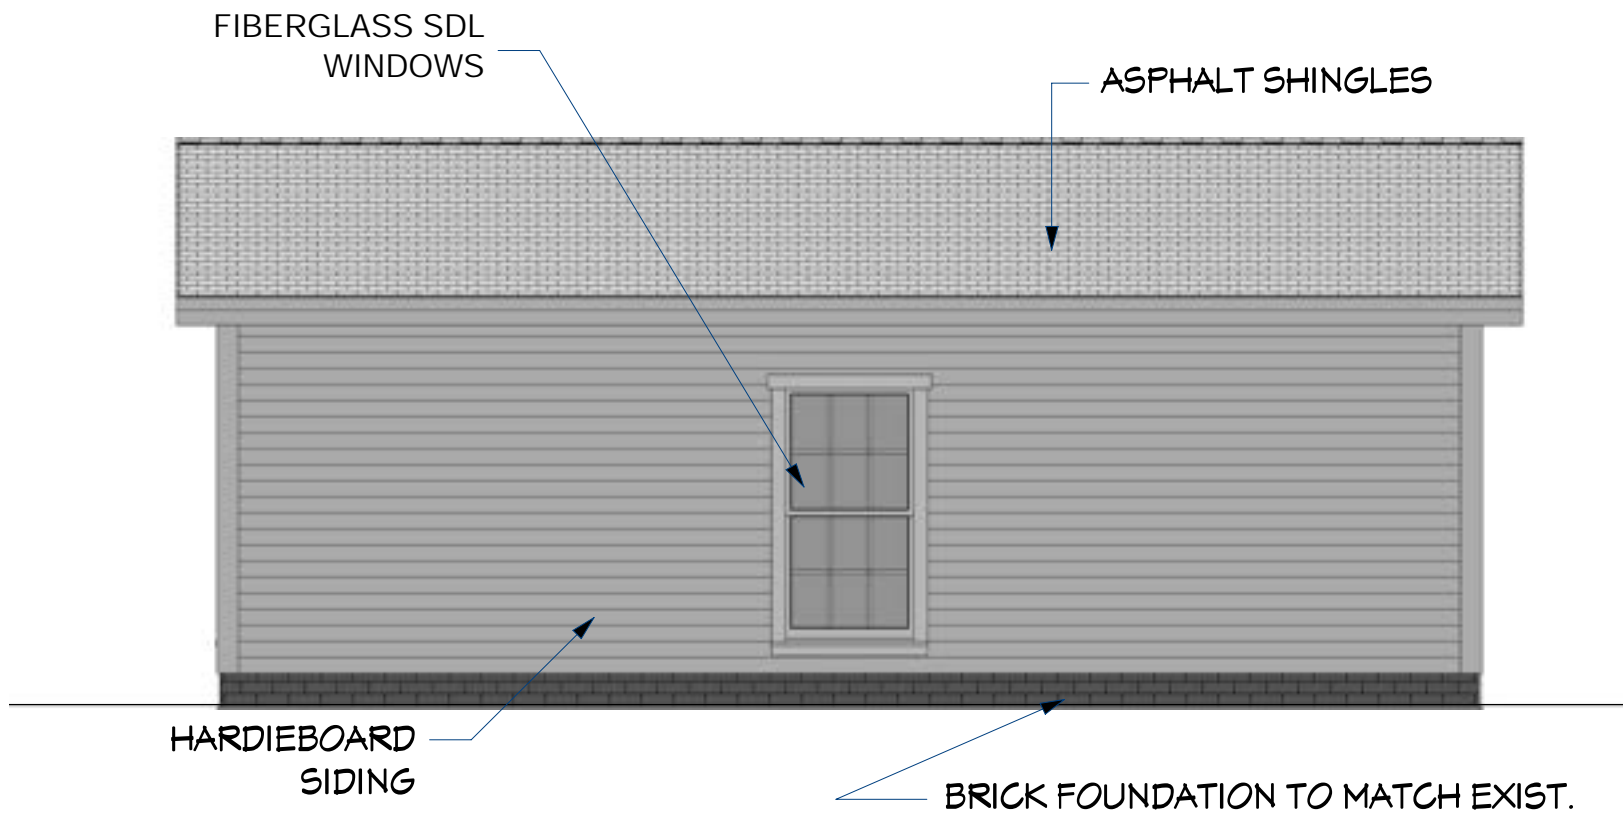 FIBERGLASS SDL
WINDOWS
ASPHALT SHINGLES
HARDIEBOARD
SIDING
BRICK FOUNDATION TO MATCH EXIST.